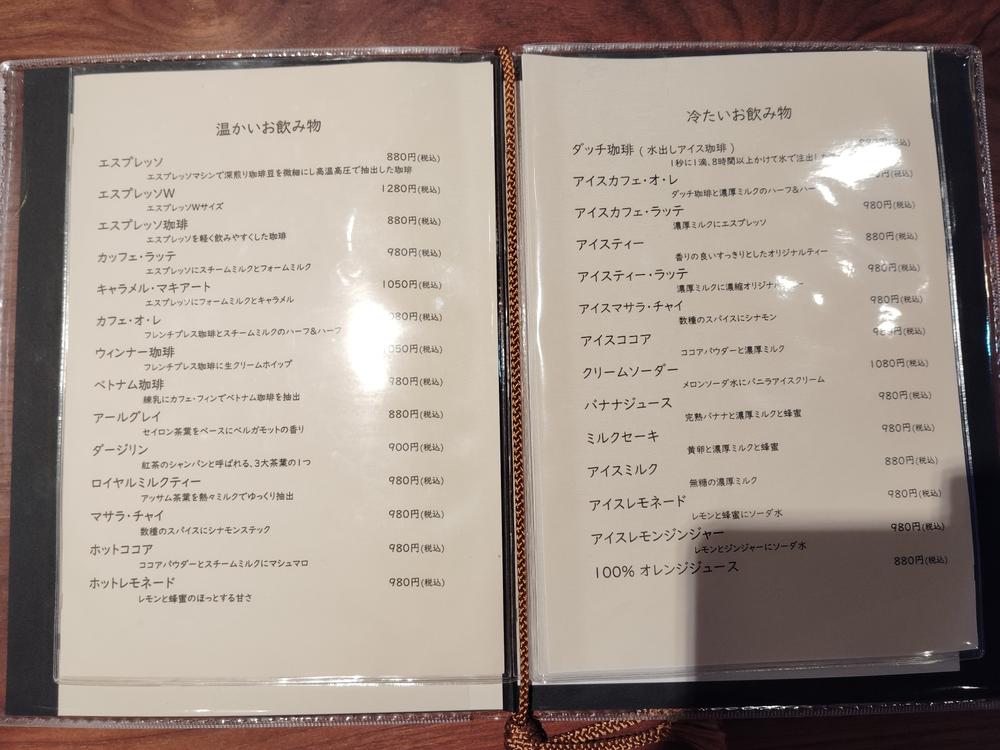 温かいお飲み物
エスプレッソ 880円(税込)
エスプレッソマシンで深煎り珈琲豆を微細にし高温高圧で抽出した珈琲
エスプレッソW 1280円(税込)
エスプレッソWサイズ
エスプレッソ珈琲 880円(税込)
エスプレッソを軽く飲みやすくした珈琲
カッフェ・ラッテ 980円(税込)
エスプレッソにスチームミルクとフォームミルク
キャラメル・マキアート 1050円(税込)
エスプレッソにフォームミルクとキャラメル
カフェ・オ・レ
フレンチプレス珈琲とスチームミルクのハーフ&ハーフ
ウィンナー珈琲 1050円(税込)
フレンチプレス珈琲に生クリームホイップ
ベトナム珈琲 980円(税込)
練乳にカフェ・フィンでベトナム珈琲を抽出
アールグレイ 880円(税込)
セイロン茶葉をベースにベルガモットの香り
ダージリン 900円(税込)
紅茶のシャンパンと呼ばれる、3大茶葉の1つ
ロイヤルミルクティー 980円(税込)
アッサム茶葉を熱々ミルクでゆっくり抽出
マサラ・チャイ 980円(税込)
数種のスパイスにシナモンステック
ホットココア 980円(税込)
ココアパウダーとスチームミルクにマシュマロ
ホットレモネード 980円(税込)
レモンと蜂蜜のほっとする甘さ
冷たいお飲み物
ダッチ珈琲(水出しアイス珈琲)
1秒に1滴、8時間以上かけて氷で注出し
アイスカフェ・オ・レ
ダッチ珈琲と濃厚ミルクのハーフ&ハー
アイスカフェ・ラッテ 980円(税込)
濃厚ミルクにエスプレッソ
アイスティー 880円(税込)
香りの良いすっきりとしたオリジナルティー
アイスティー・ラッテ 980円(税込)
濃厚ミルクに濃縮オリジナル
アイスマサラ・チャイ 980円(税込)
数種のスパイスにシナモン
アイスココア
ココアパウダーと濃厚ミルク
クリームソーダー 1080円(税込)
メロンソーダ水にバニラアイスクリーム
バナナジュース 980円(税込)
完熟バナナと濃厚ミルクと蜂蜜
ミルクセーキ 980円(税込)
黄卵と濃厚ミルクと蜂蜜
アイスミルク 880円(税込)
無糖の濃厚ミルク
アイスレモネード 980円(税込)
レモンと蜂蜜にソーダ水
アイスレモンジンジャー 980円(税込)
レモンとジンジャーにソーダ水
100% オレンジジュース 880円(税込)